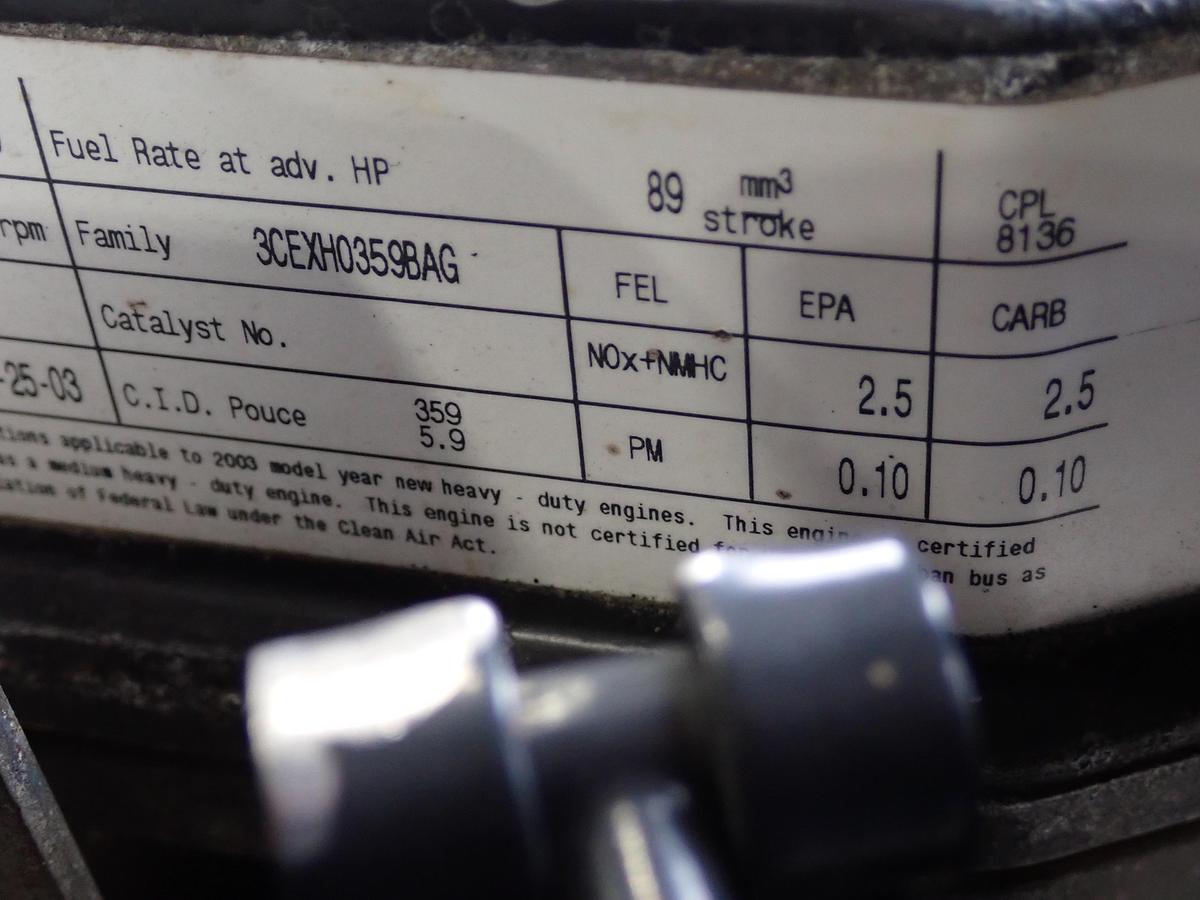 Fuel Rate at adv. HP 89 mm3 stroke CPL 8136
rpm Family 3CEXH0359BAG FEL EPA CARB
Catalyst No. NOx+NMHC 2.5 2.5
-25-03 C.I.D. Pouce 359 5.9 PM 0.10 0.10
applicable to 2003 model year new heavy - duty engines. This certified
as a medium heavy - duty engine. This engine is not certified bus as
of Federal Law under the Clean Air Act.